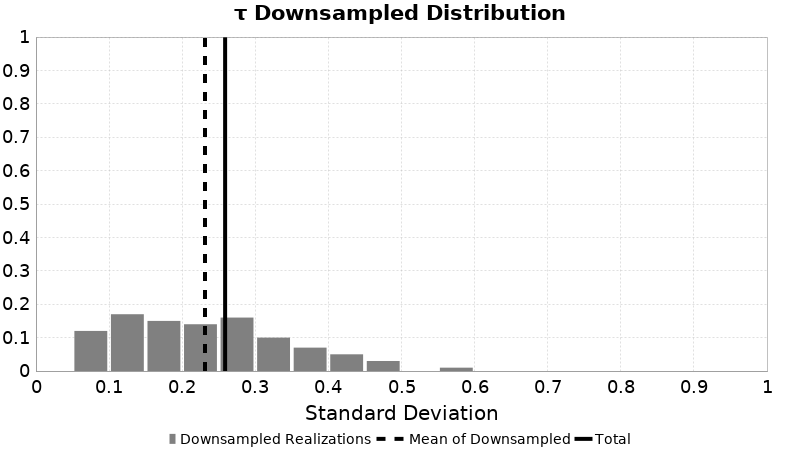 τ Downsampled Distribution
1
0.9
0.8
0.7
0.6
0.5
0.4
0.3
0.2
0.1
0
0 0.1 0.2 0.3 0.4 0.5 0.6 0.7 0.8 0.9 1
Standard Deviation
Downsampled Realizations Mean of Downsampled Total